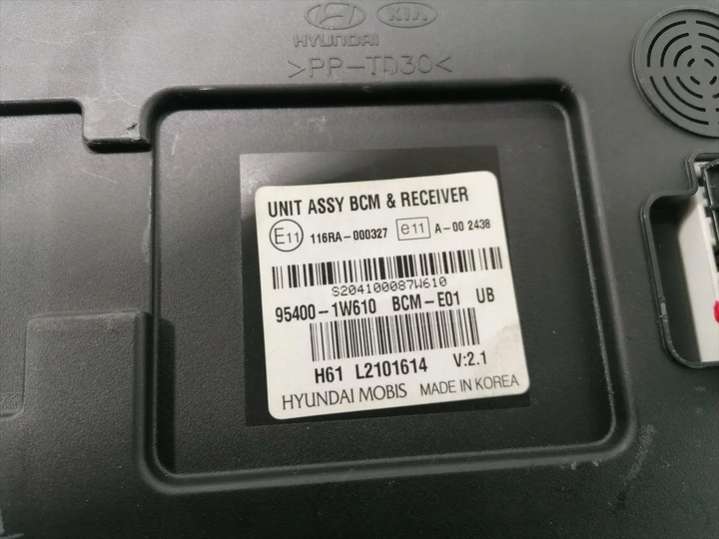 HYUNDAI KIA
>PP-TD30<
UNIT ASSY BCM & RECEIVER
E11 116RA-000327 e11 A-00 2438
S204100087W610
95400-1W610 BCM-E01 UB
H61 L2101614 V:2.1
HYUNDAI MOBIS MADE IN KOREA